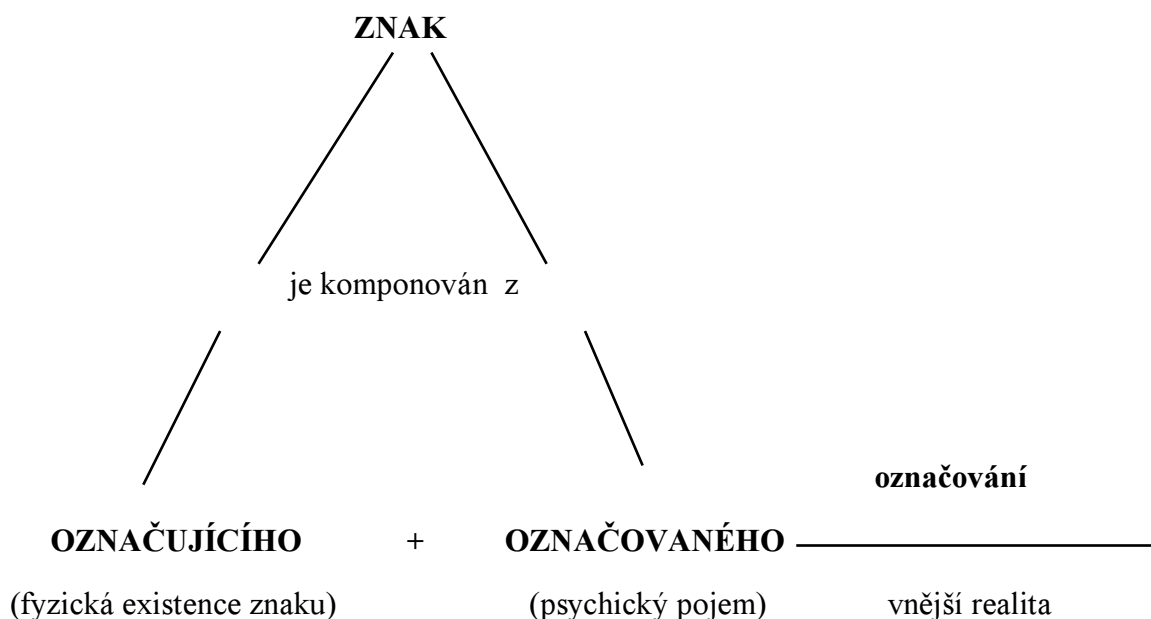 ZNAK
je komponován z
označování
OZNAČUJÍCÍHO + OZNAČOVANÉHO
(fyzická existence znaku) (psychický pojem) vnější realita